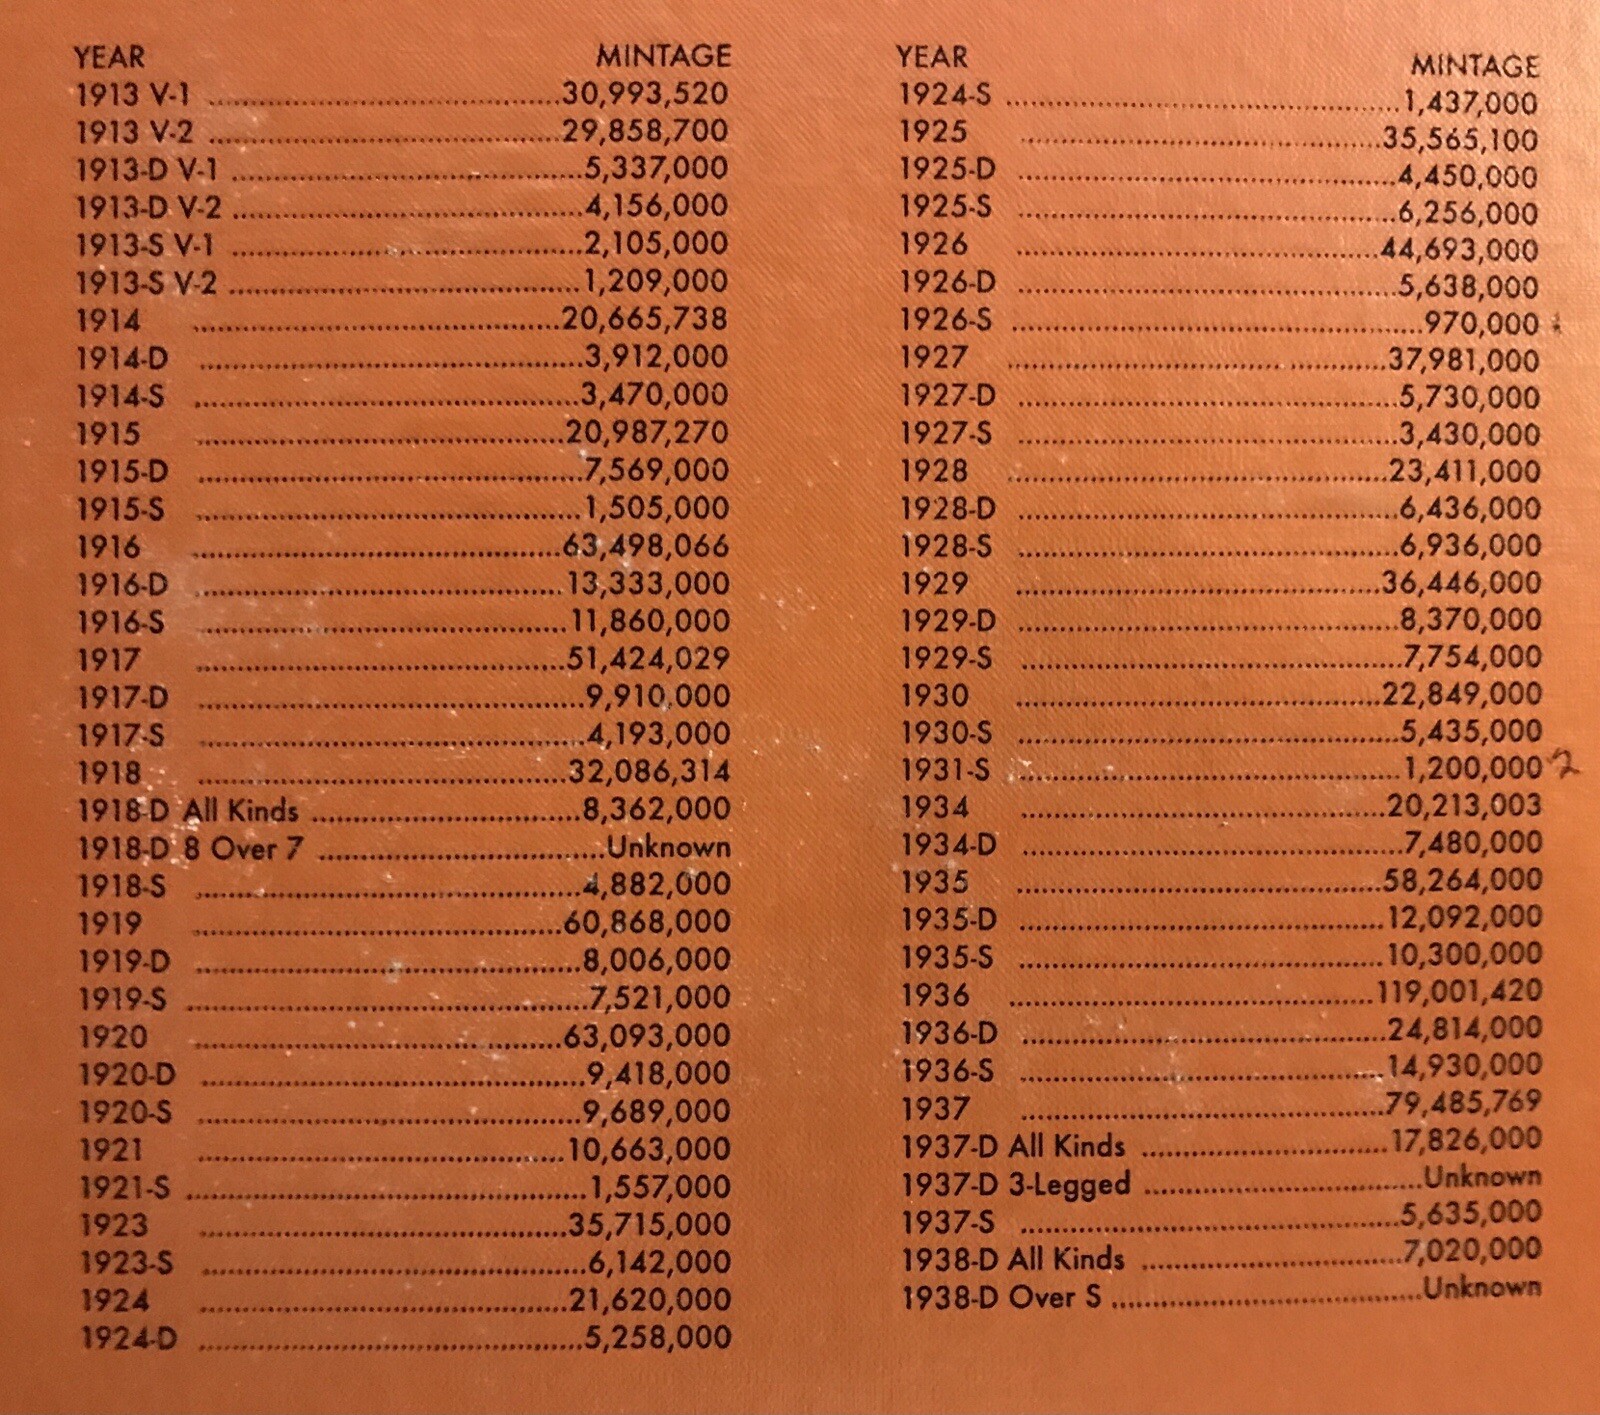 YEAR MINTAGE
1913 V-1 ........ 30,993,520
1913 V-2 ........ 29,858,700
1913-D V-1 ........ 5,337,000
1913-D V-2 ........ 4,156,000
1913-S V-1 ........ 2,105,000
1913-S V-2 ........ 1,209,000
1914 ........ 20,665,738
1914-D ........ 3,912,000
1914-S ........ 3,470,000
1915 ........ 20,987,270
1915-D ........ 7,569,000
1915-S ........ 1,505,000
1916 ........ 63,498,066
1916-D ........ 13,333,000
1916-S ........ 11,860,000
1917 ........ 51,424,029
1917-D ........ 9,910,000
1917-S ........ 4,193,000
1918 ........ 32,086,314
1918-D All Kinds ........ 8,362,000
1918-D 8 Over 7 ........ Unknown
1918-S ........ 4,882,000
1919 ........ 60,868,000
1919-D ........ 8,006,000
1919-S ........ 7,521,000
1920 ........ 63,093,000
1920-D ........ 9,418,000
1920-S ........ 9,689,000
1921 ........ 10,663,000
1921-S ........ 1,557,000
1923 ........ 35,715,000
1923-S ........ 6,142,000
1924 ........ 21,620,000
1924-D ........ 5,258,000
YEAR MINTAGE
1924-S ........ 1,437,000
1925 ........ 35,565,100
1925-D ........ 4,450,000
1925-S ........ 6,256,000
1926 ........ 44,693,000
1926-D ........ 5,638,000
1926-S ........ 970,000
1927 ........ 37,981,000
1927-D ........ 5,730,000
1927-S ........ 3,430,000
1928 ........ 23,411,000
1928-D ........ 6,436,000
1928-S ........ 6,936,000
1929 ........ 36,446,000
1929-D ........ 8,370,000
1929-S ........ 7,754,000
1930 ........ 22,849,000
1930-S ........ 5,435,000
1931-S ........ 1,200,000 2
1934 ........ 20,213,003
1934-D ........ 7,480,000
1935 ........ 58,264,000
1935-D ........ 12,092,000
1935-S ........ 10,300,000
1936 ........ 119,001,420
1936-D ........ 24,814,000
1936-S ........ 14,930,000
1937 ........ 79,485,769
1937-D All Kinds ........ 17,826,000
1937-D 3-Legged ........ Unknown
1937-S ........ 5,635,000
1938-D All Kinds ........ 7,020,000
1938-D Over S ........ Unknown